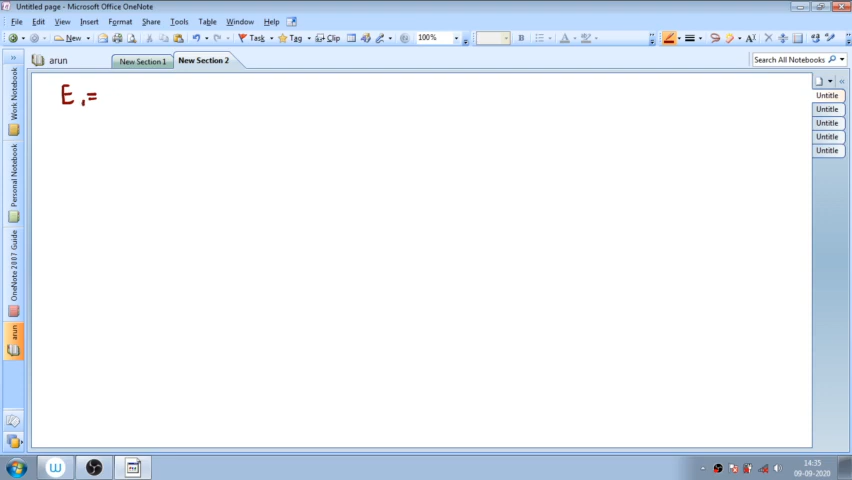 Untitled page - Microsoft Office OneNote
File Edit View Insert Format Share Tools Table Window Help
New Task Tag Clip 100% B A
arun New Section 1 New Section 2 Search All Notebooks
E ,=
Untitle
Untitle
Untitle
Untitle
Untitle
Work Notebook
Personal Notebook
OneNote 2007 Guide
arun
14:35
09-09-2020